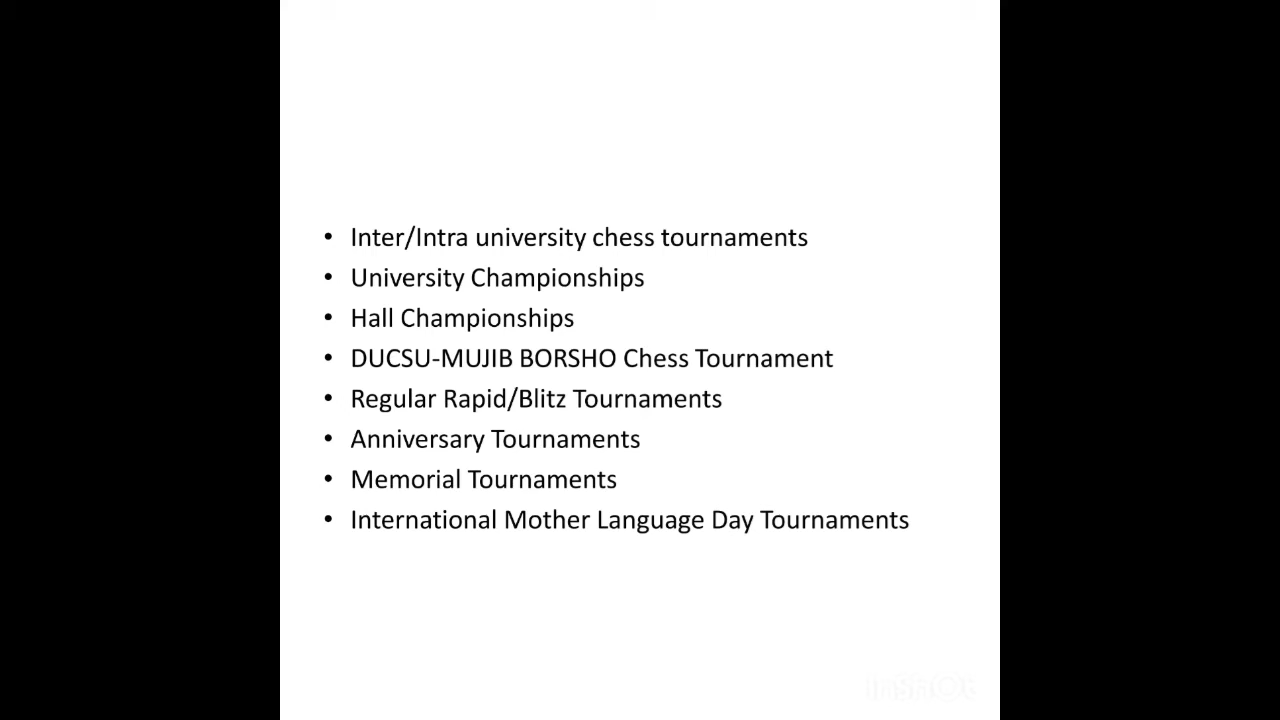 • Inter/Intra university chess tournaments
• University Championships
• Hall Championships
• DUCSU-MUJIB BORSHO Chess Tournament
• Regular Rapid/Blitz Tournaments
• Anniversary Tournaments
• Memorial Tournaments
• International Mother Language Day Tournaments